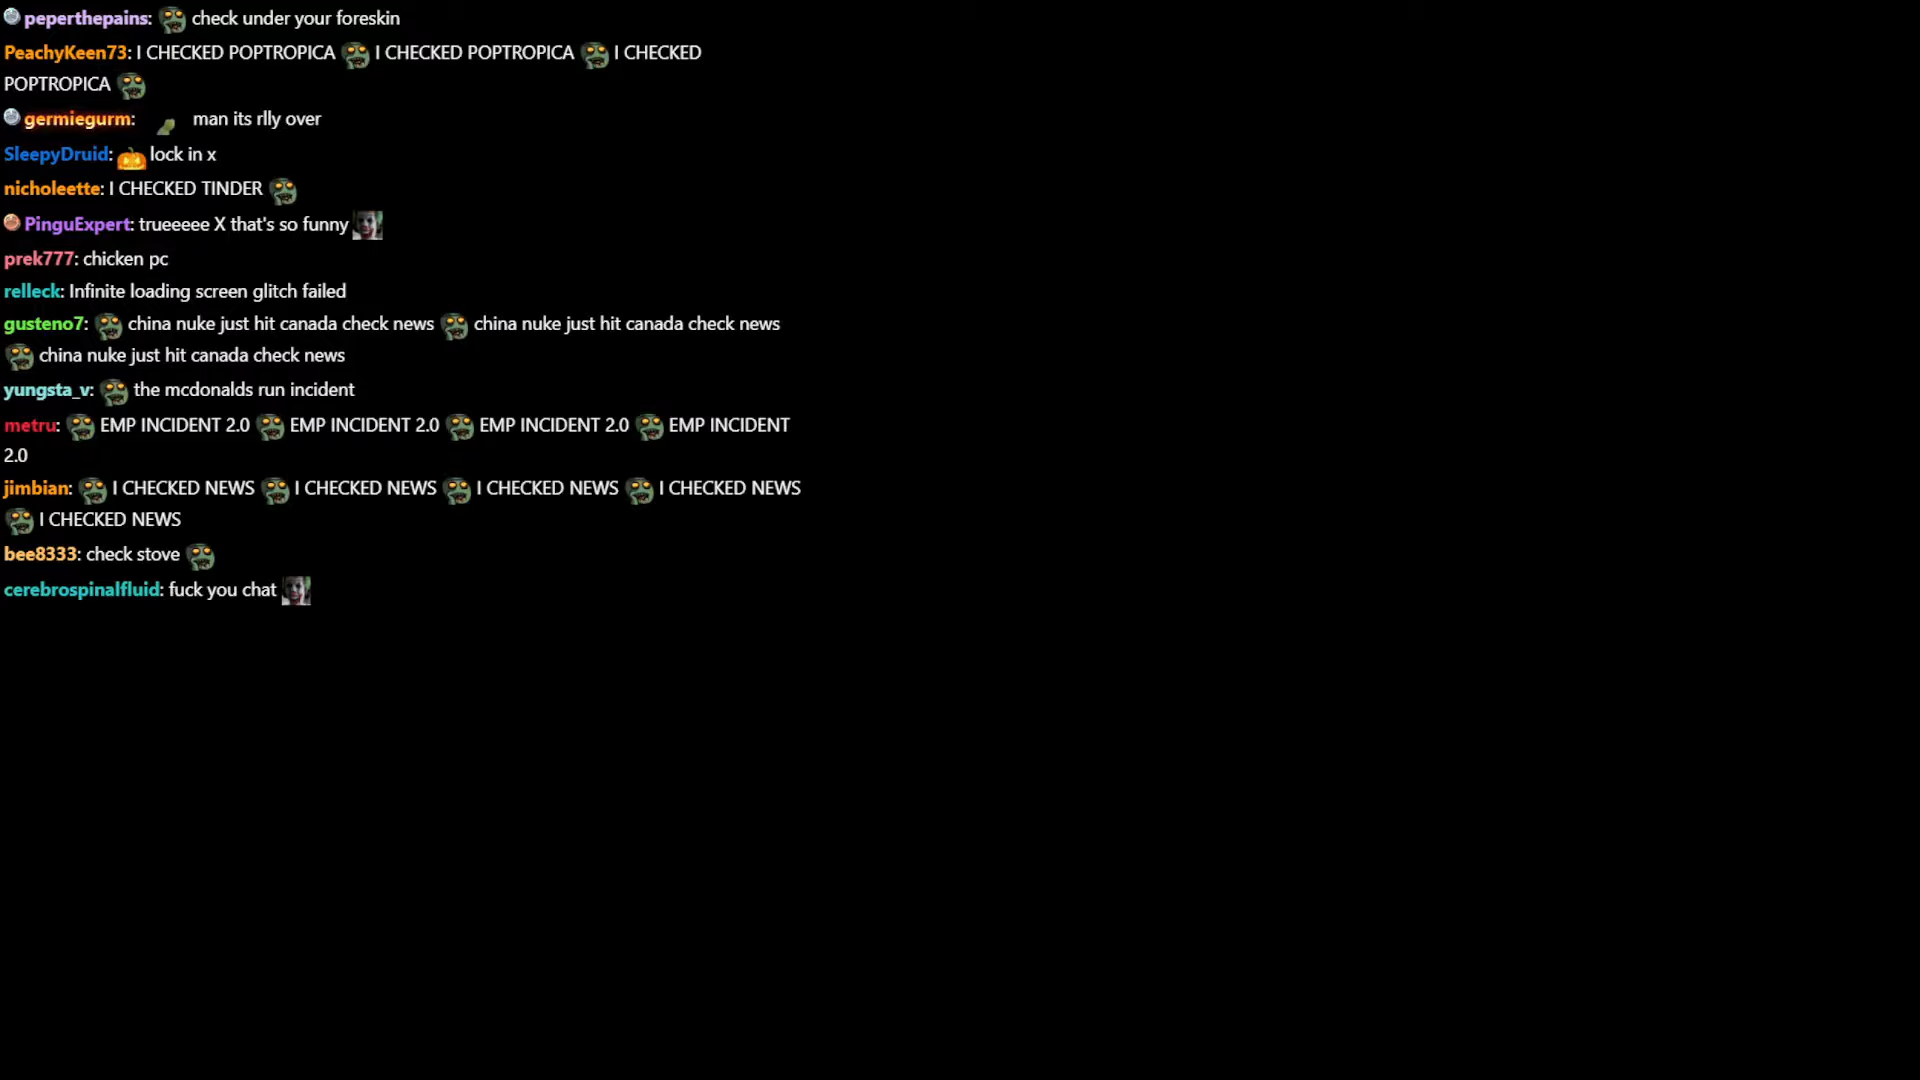 peperthepains: check under your foreskin
PeachyKeen73: I CHECKED POPTROPICA I CHECKED POPTROPICA I CHECKED
POPTROPICA
germiegurm: man its rlly over
SleepyDruid: lock in x
nicholeette: I CHECKED TINDER
PinguExpert: trueeeee X that's so funny
prek777: chicken pc
relleck: Infinite loading screen glitch failed
gusteno7: china nuke just hit canada check news china nuke just hit canada check news
china nuke just hit canada check news
yungsta_v: the mcdonalds run incident
metru: EMP INCIDENT 2.0 EMP INCIDENT 2.0 EMP INCIDENT 2.0 EMP INCIDENT
2.0
jimbian: I CHECKED NEWS I CHECKED NEWS I CHECKED NEWS I CHECKED NEWS
I CHECKED NEWS
bee8333: check stove
cerebrospinalfluid: fuck you chat